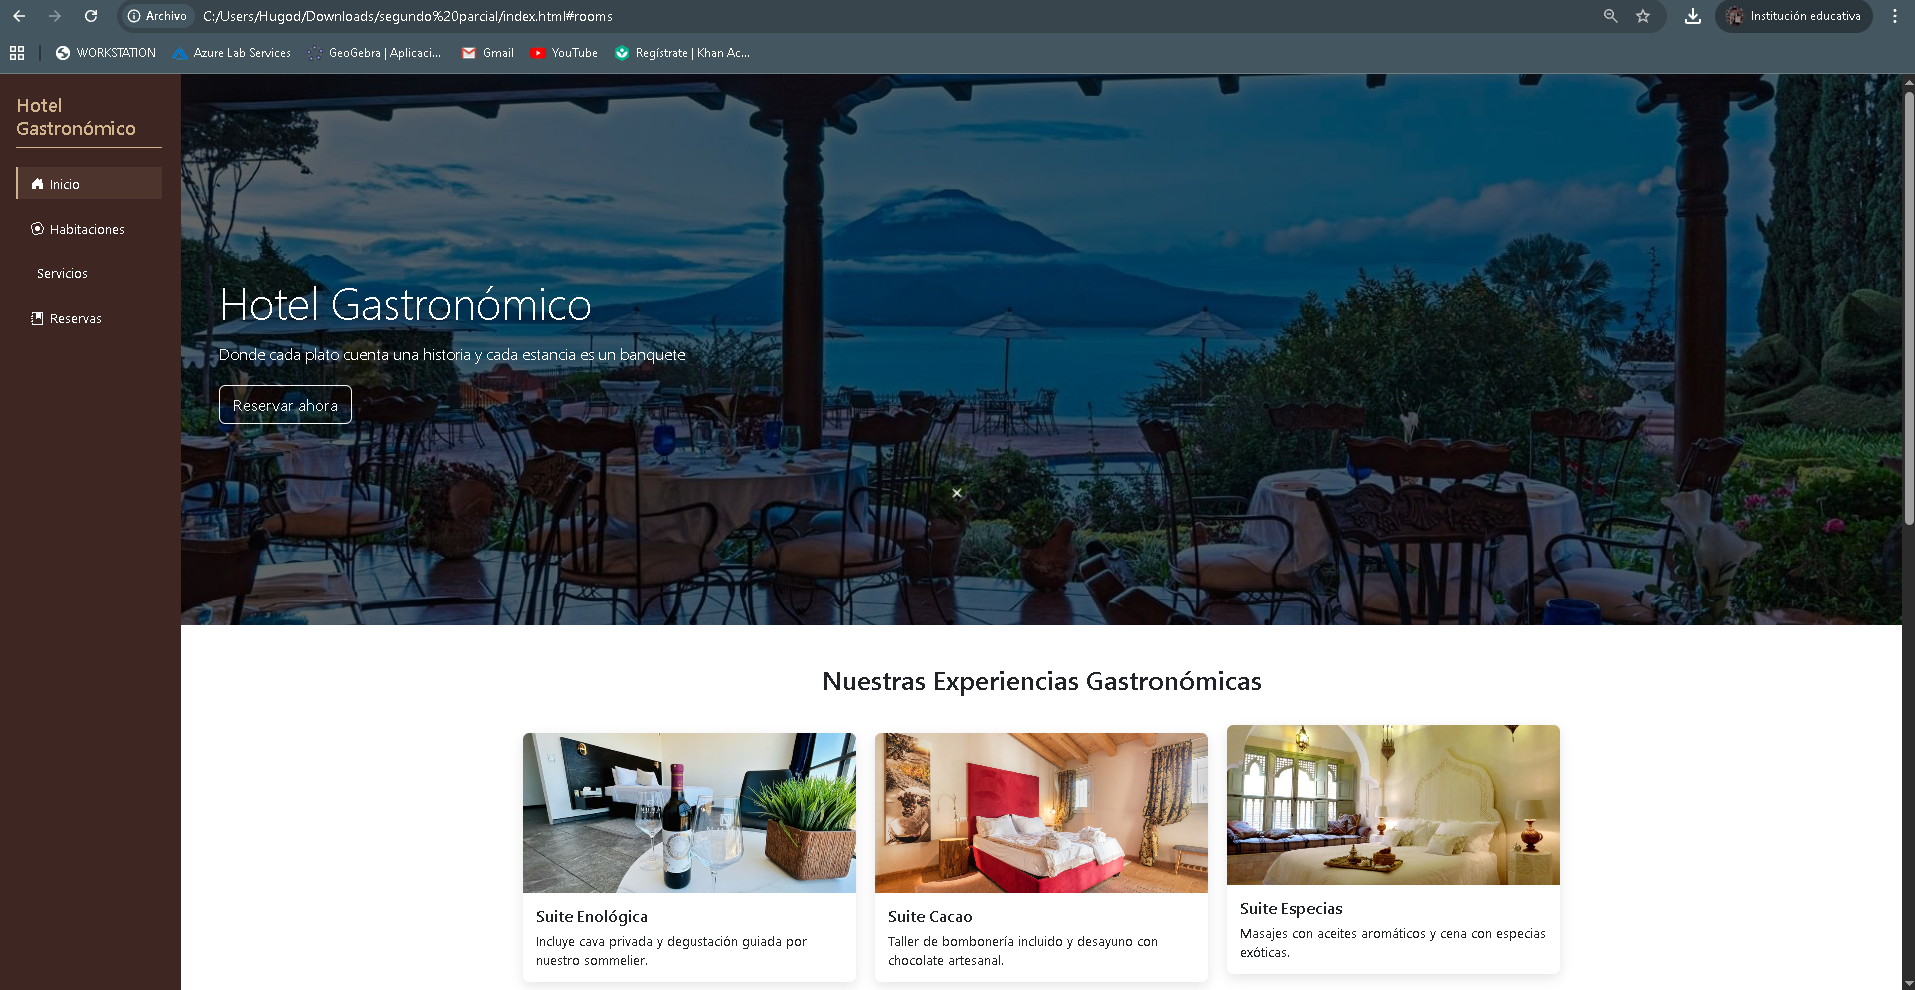 Archivo
C:/Users/Hugod/Downloads/segundo%20parcial/index.html#rooms
Institución educativa
WORKSTATION
Azure Lab Services
GeoGebra | Aplicaci...
Gmail
YouTube
Regístrate | Khan Ac...
Hotel
Gastronómico
Inicio
Habitaciones
Servicios
Reservas
Hotel Gastronómico
Donde cada plato cuenta una historia y cada estancia es un banquete
Reservar ahora
Nuestras Experiencias Gastronómicas
Suite Enológica
Incluye cava privada y degustación guiada por
nuestro sommelier.
Suite Cacao
Taller de bombonería incluido y desayuno con
chocolate artesanal.
Suite Especias
Masajes con aceites aromáticos y cena con especias
exóticas.